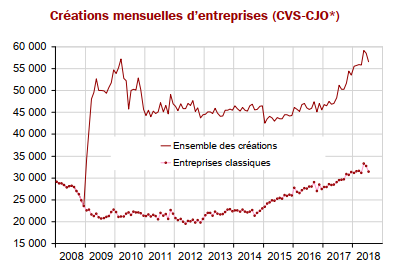 Créations mensuelles d'entreprises (CVS-CJO*)
60 000
55 000
50 000
45 000
40 000
35 000
30 000
25 000
20 000
15 000
Ensemble des créations
Entreprises classiques
2008 2009 2010 2011 2012 2013 2014 2015 2016 2017 2018